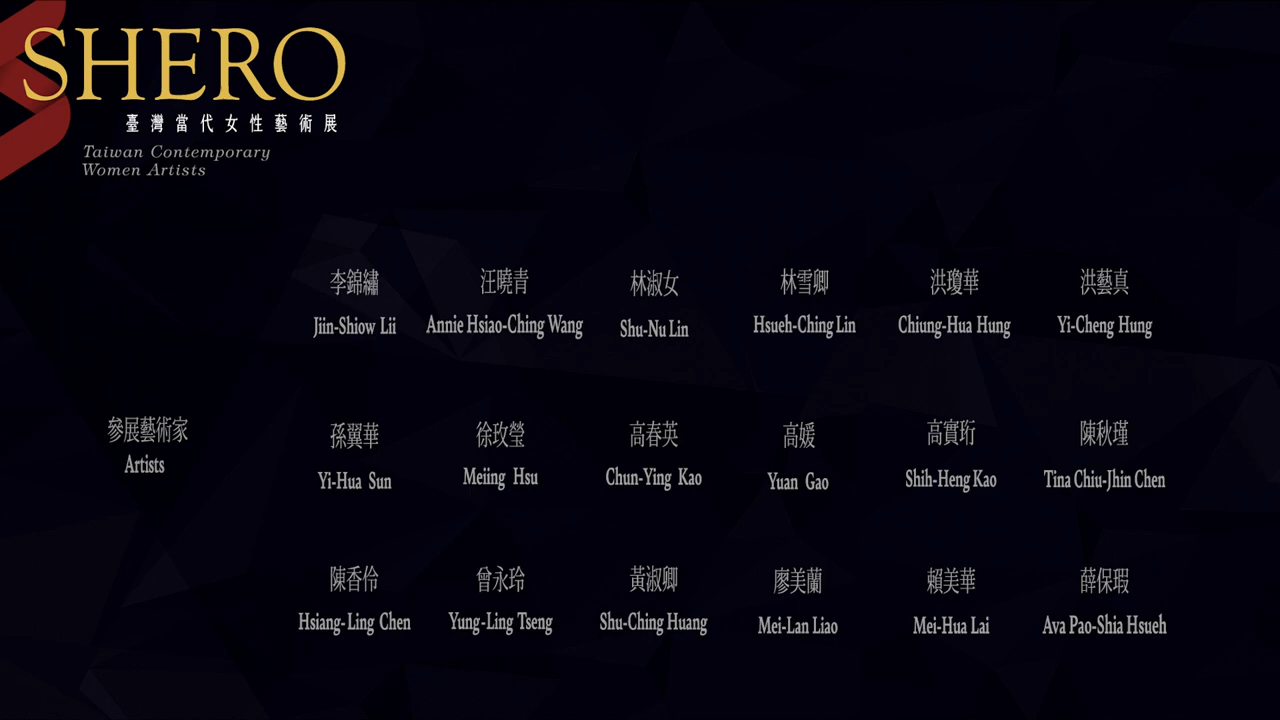 SHERO
臺灣當代女性藝術展
Taiwan Contemporary
Women Artists
李錦繡 汪曉青 林淑女 林雪卿 洪瓊華 洪藝真
Jiin-Shiow Lii Annie Hsiao-Ching Wang Shu-Nu Lin Hsueh-Ching Lin Chiung-Hua Hung Yi-Cheng Hung
參展藝術家
Artists
孫翼華 徐玫瑩 高春英 高媛 高實珩 陳秋瑾
Yi-Hua Sun Meiing Hsu Chun-Ying Kao Yuan Gao Shih-Heng Kao Tina Chiu-Jhin Chen
陳香伶 曾永玲 黃淑卿 廖美蘭 賴美華 薛保瑕
Hsiang-Ling Chen Yung-Ling Tseng Shu-Ching Huang Mei-Lan Liao Mei-Hua Lai Ava Pao-Shia Hsueh